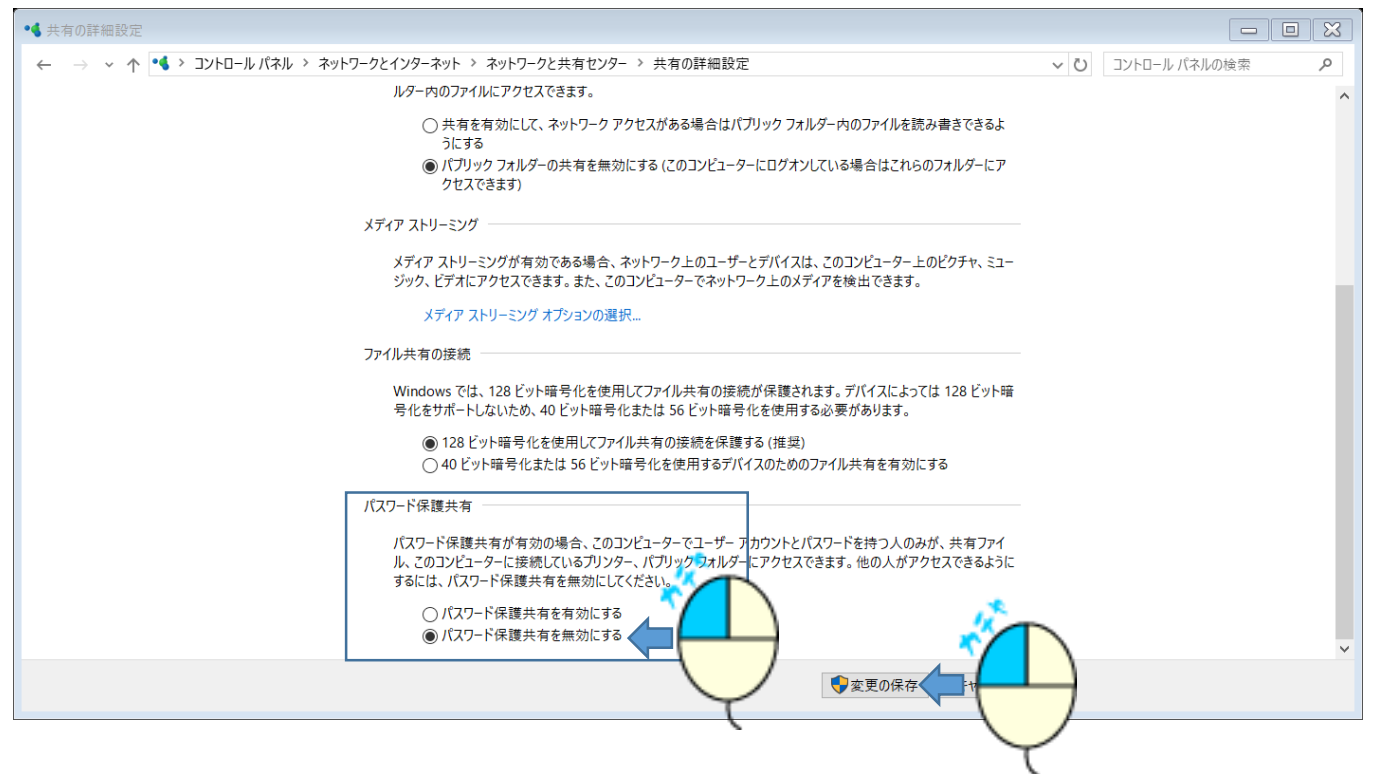 共有の詳細設定
コントロール パネル > ネットワークとインターネット > ネットワークと共有センター > 共有の詳細設定
コントロール パネルの検索
ルター内のファイルにアクセスできます。
共有を有効にして、ネットワーク アクセスがある場合はパブリック フォルダー内のファイルを読み書きできるよ
うにする
パブリック フォルダーの共有を無効にする (このコンピューターにログオンしている場合はこれらのフォルダーにア
クセスできます)
メディア ストリーミング
メディア ストリーミングが有効である場合、ネットワーク上のユーザーとデバイスは、このコンピューター上のピクチャ、ミュー
ジック、ビデオにアクセスできます。また、このコンピューターでネットワーク上のメディアを検出できます。
メディア ストリーミング オプションの選択...
ファイル共有の接続
Windows では、128 ビット暗号化を使用してファイル共有の接続が保護されます。デバイスによっては 128 ビット暗
号化をサポートしないため、40 ビット暗号化または 56 ビット暗号化を使用する必要があります。
128 ビット暗号化を使用してファイル共有の接続を保護する (推奨)
40 ビット暗号化または 56 ビット暗号化を使用するデバイスのためのファイル共有を有効にする
パスワード保護共有
パスワード保護共有が有効の場合、このコンピューターでユーザー アカウントとパスワードを持つ人のみが、共有ファイ
ル、このコンピューターに接続しているプリンター、パブリック フォルダーにアクセスできます。他の人がアクセスできるように
するには、パスワード保護共有を無効にしてください。
パスワード保護共有を有効にする
パスワード保護共有を無効にする
カチャ
カチャ
変更の保存